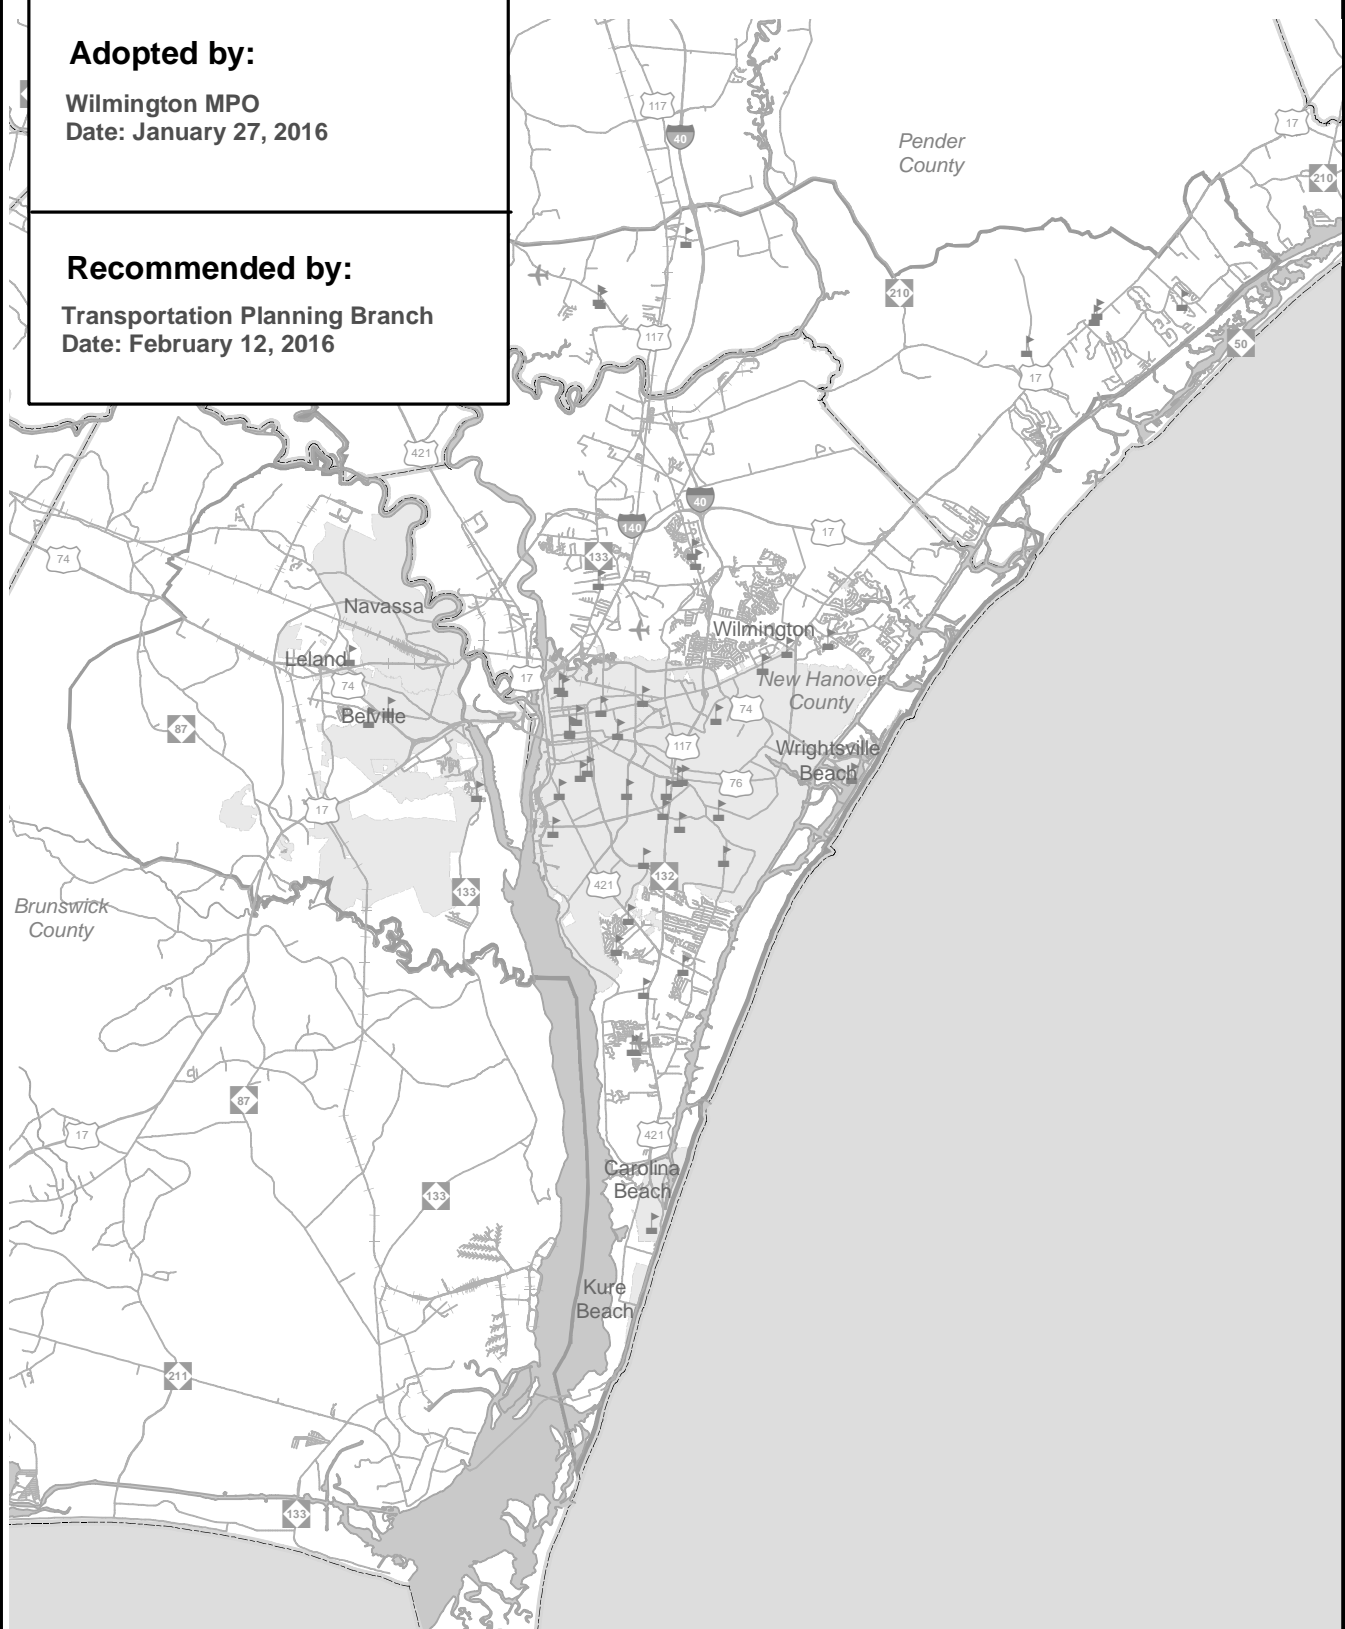 Adopted by:
Wilmington MPO
Date: January 27, 2016
Recommended by:
Transportation Planning Branch
Date: February 12, 2016
117
40
Pender
County
17
210
210
117
50
17
421
40
140
17
133
74
Navassa
Wilmington
Leland
17
New Hanover
County
74
74
Belville
87
117
Wrightsville
Beach
76
17
421
132
133
Brunswick
County
87
17
421
Carolina
Beach
133
Kure
Beach
211
133